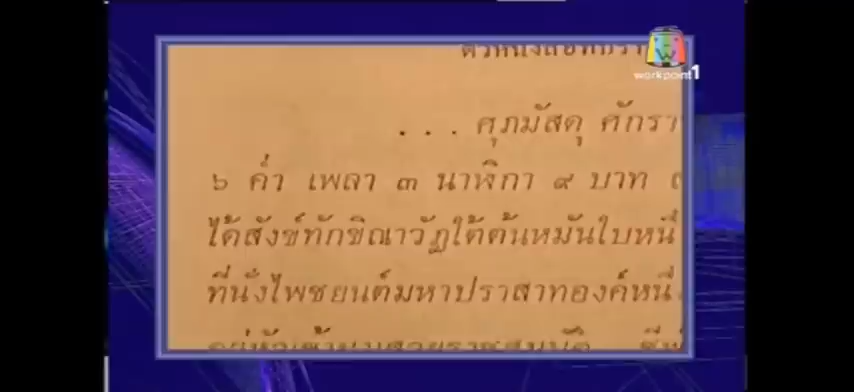 workpoint1
... ศุภมัสดุ ศักรา
๖ ค่ำ เพลา ๓ นาฬิกา ๙ บาท
ได้สังข์ทักขิณาวัฏใต้ต้นหมันใบหนึ
ที่นั่งไพชยนต์มหาปราสาทองค์หนึ